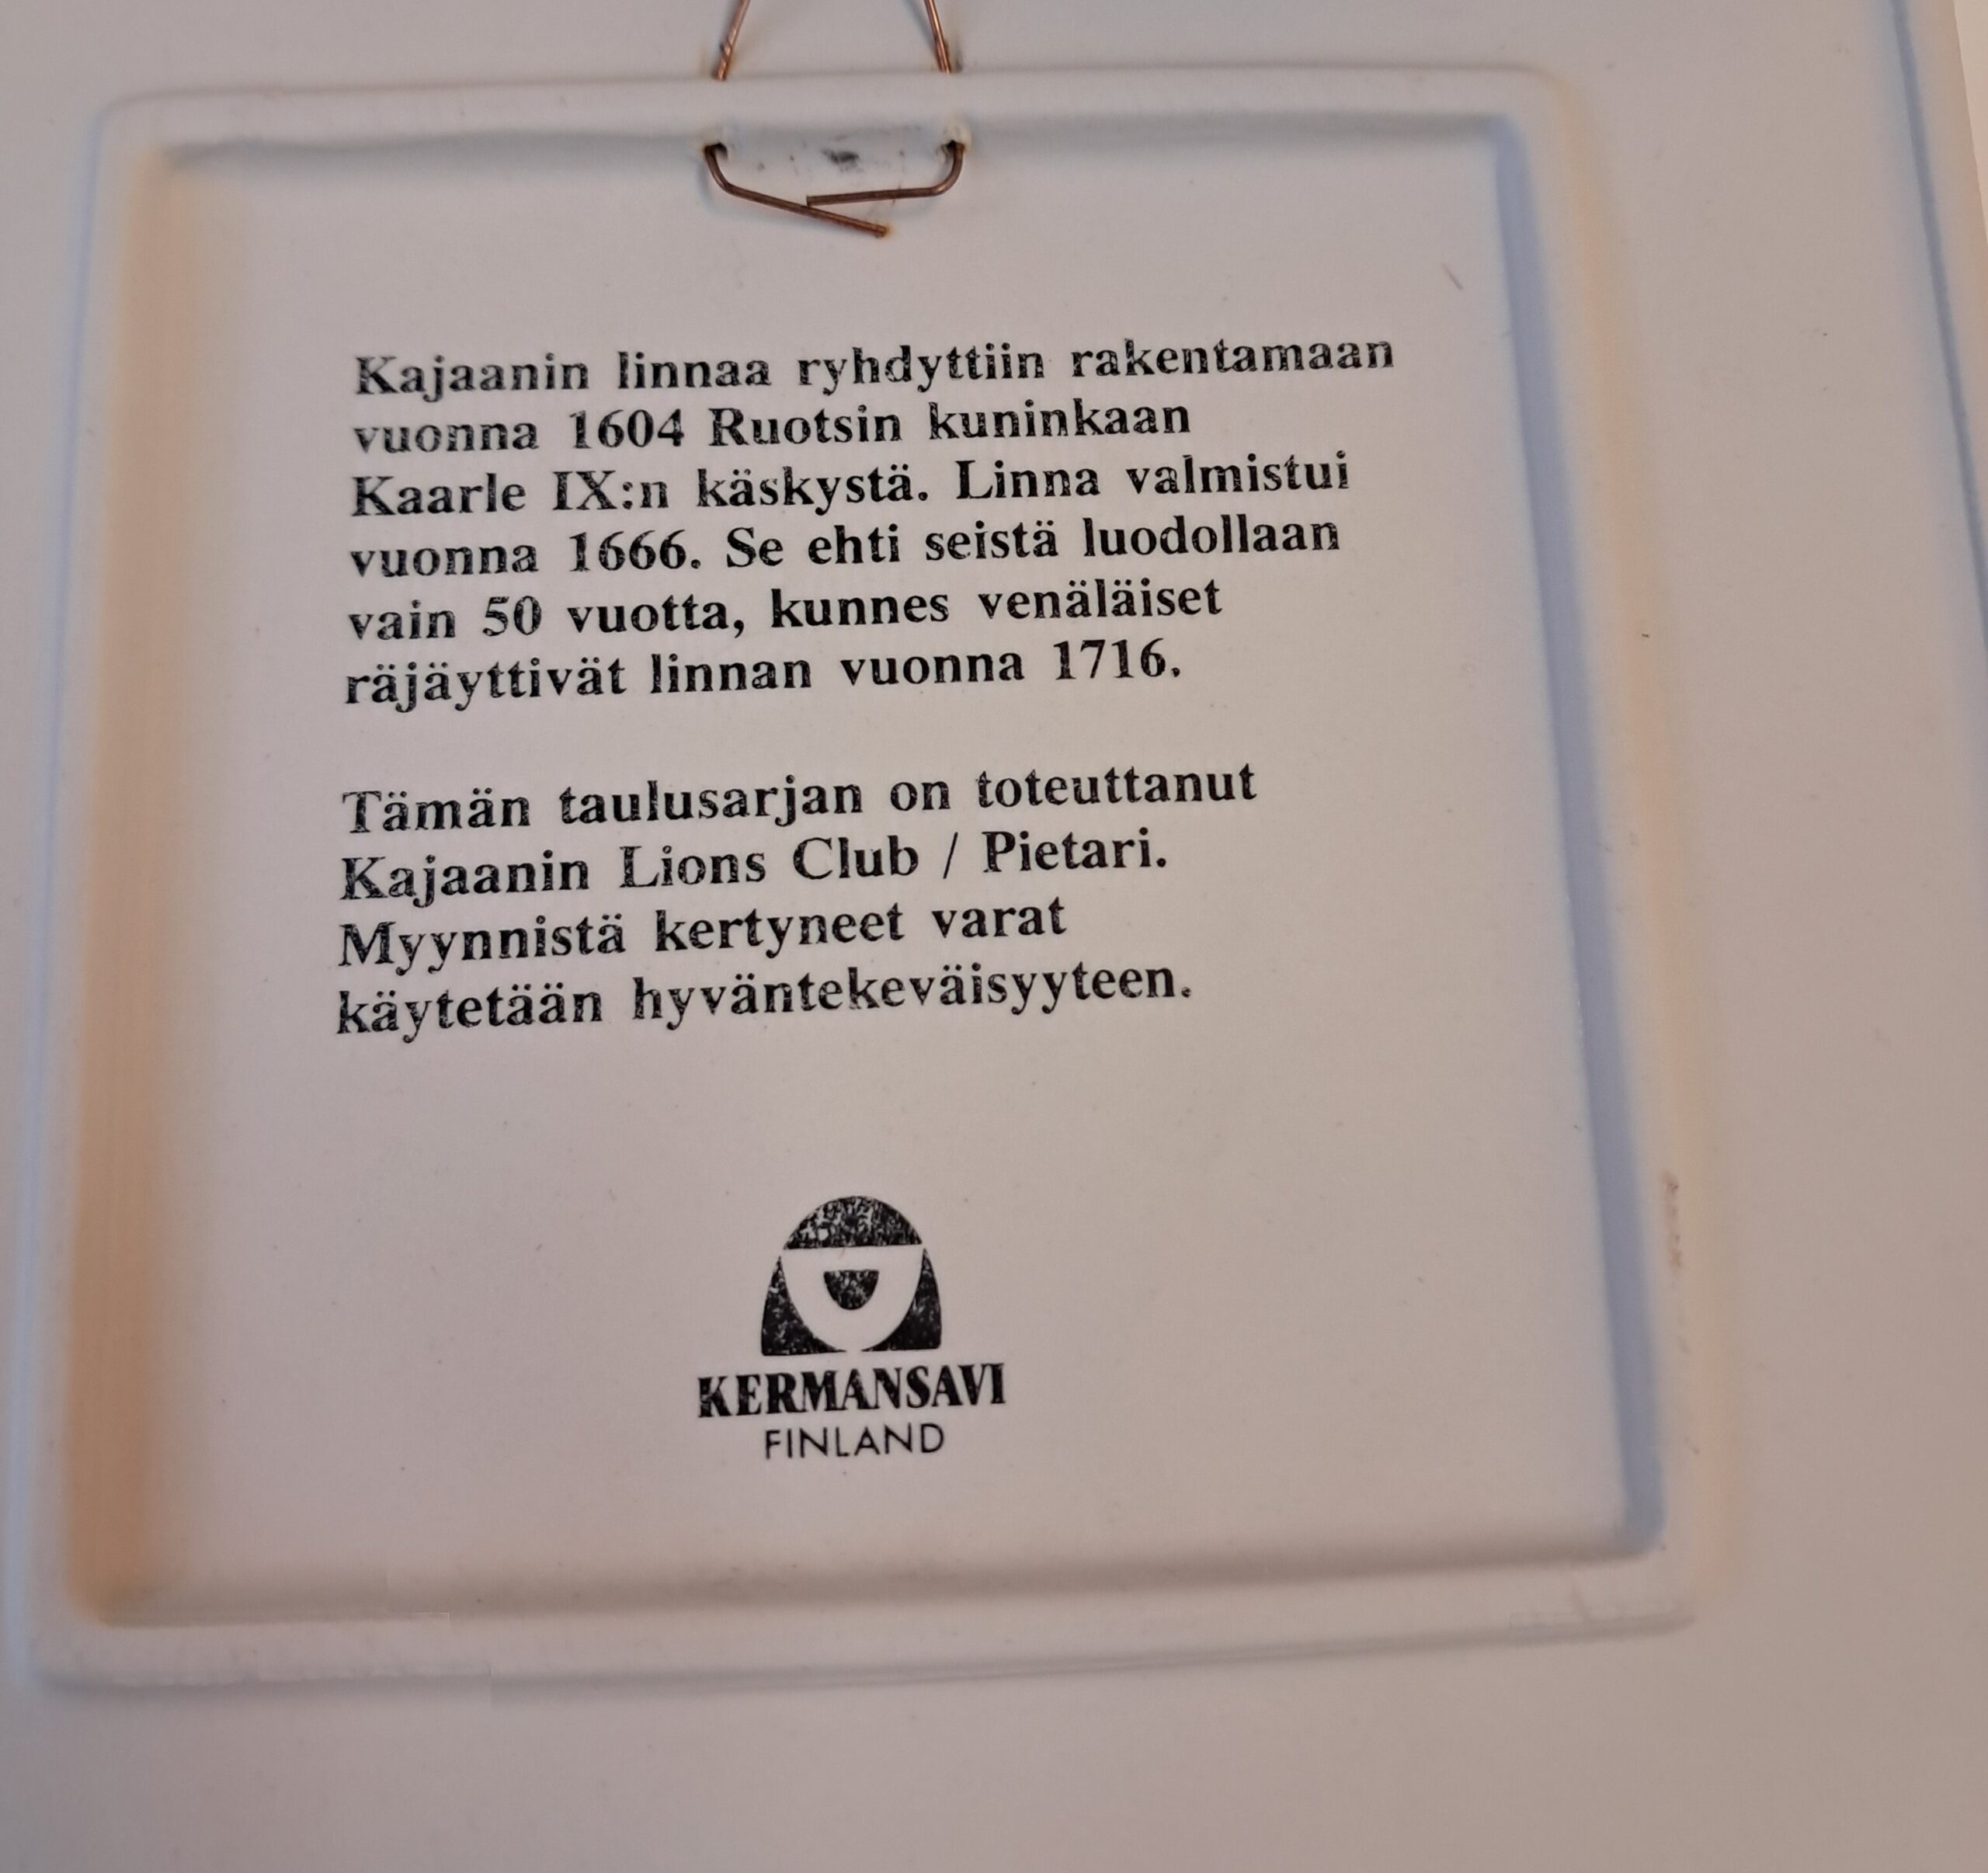 Kajaanin linnaa ryhdyttiin rakentamaan
vuonna 1604 Ruotsin kuninkaan
Kaarle IX:n käskystä. Linna valmistui
vuonna 1666. Se ehti seistä luodollaan
vain 50 vuotta, kunnes venäläiset
räjäyttivät linnan vuonna 1716.
Tämän taulusarjan on toteuttanut
Kajaanin Lions Club / Pietari.
Myynnistä kertyneet varat
käytetään hyväntekeväisyyteen.
KERMANSAVI
FINLAND